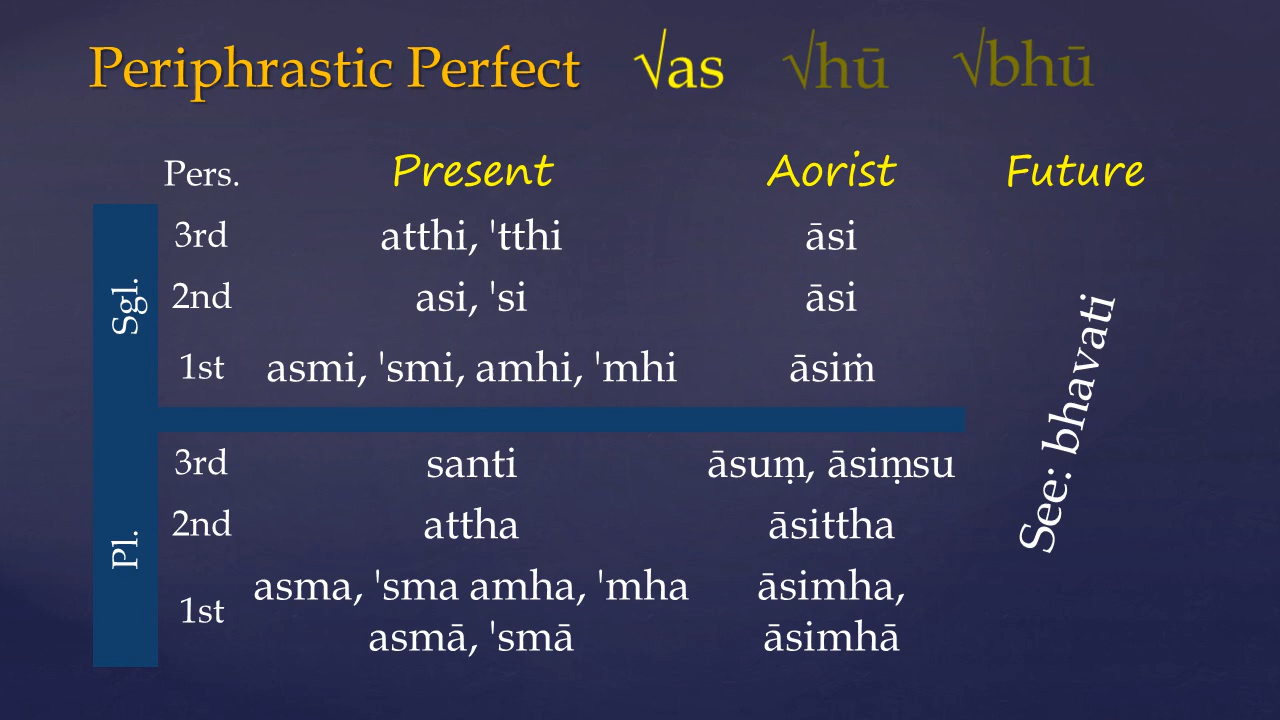 Periphrastic Perfect √as √hū √bhū
Pers. Present Aorist Future
Sgl.
3rd atthi, 'tthi āsi
2nd asi, 'si āsi
1st asmi, 'smi, amhi, 'mhi āsiṁ
Pl.
3rd santi āsuṃ, āsiṃsu
2nd attha āsittha
1st asma, 'sma amha, 'mha āsimha,
asmā, 'smā āsimhā
See: bhavati